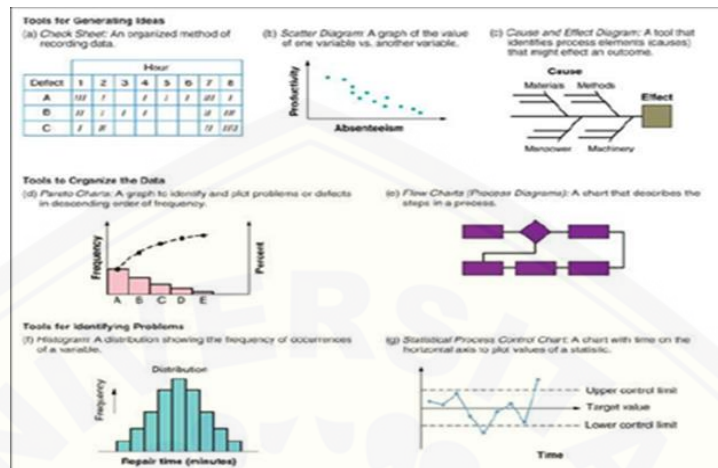 Tools for Generating Ideas
(a) Check Sheet: An organized method of
recording data.
Hour
Defect 1 2 3 4 5 6 7 8
A
B
C
(b) Scatter Diagram: A graph of the value
of one variable vs. another variable.
Productivity
Absenteeism
(c) Cause and Effect Diagram: A tool that
identifies process elements (causes)
that might effect an outcome.
Cause
Materials Methods
Effect
Manpower Machinery
Tools to Organize the Data
(d) Pareto Charts: A graph to identify and plot problems or defects
in descending order of frequency.
Frequency
Percent
A B C D E
(e) Flow Charts (Process Diagrams): A chart that describes the
steps in a process.
Tools for Identifying Problems
(f) Histogram: A distribution showing the frequency of occurrences
of a variable.
Distribution
Frequency
Repair time (minutes)
(g) Statistical Process Control Chart: A chart with time on the
horizontal axis to plot values of a statistic.
Upper control limit
Target value
Lower control limit
Time
UNIVERSITA